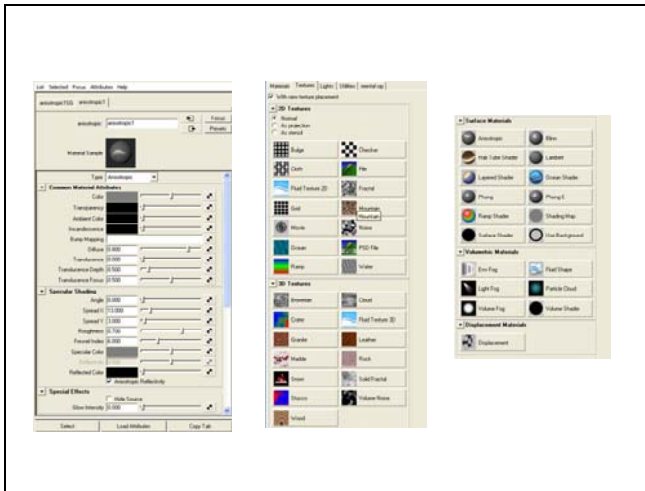 List Selected Focus Attributes Help
anisotropic1SG anisotropic1
anisotropic: anisotropic1
Focus
Presets
Material Sample
Type Anisotropic
Common Material Attributes
Color
Transparency
Ambient Color
Incandescence
Bump Mapping
Diffuse 0.800
Translucence 0.000
Translucence Depth 0.500
Translucence Focus 0.500
Specular Shading
Angle 0.000
Spread X 13.000
Spread Y 3.000
Roughness 0.700
Fresnel Index 6.000
Specular Color
Reflectivity
Reflected Color
Anisotropic Reflectivity
Special Effects
Hide Source
Glow Intensity 0.000
Select Load Attributes Copy Tab
Materials Textures Lights Utilities mental ray
With new texture placement
2D Textures
Normal
As projection
As stencil
Bulge Checker
Cloth File
Fluid Texture 2D Fractal
Grid Mountain
Mountain
Movie Noise
Ocean PSD File
Ramp Water
3D Textures
Brownian Cloud
Crater Fluid Texture 3D
Granite Leather
Marble Rock
Snow Solid Fractal
Stucco Volume Noise
Wood
Surface Materials
Anisotropic Blinn
Hair Tube Shader Lambert
Layered Shader Ocean Shader
Phong Phong E
Ramp Shader Shading Map
Surface Shader Use Background
Volumetric Materials
Env Fog Fluid Shape
Light Fog Particle Cloud
Volume Fog Volume Shader
Displacement Materials
Displacement